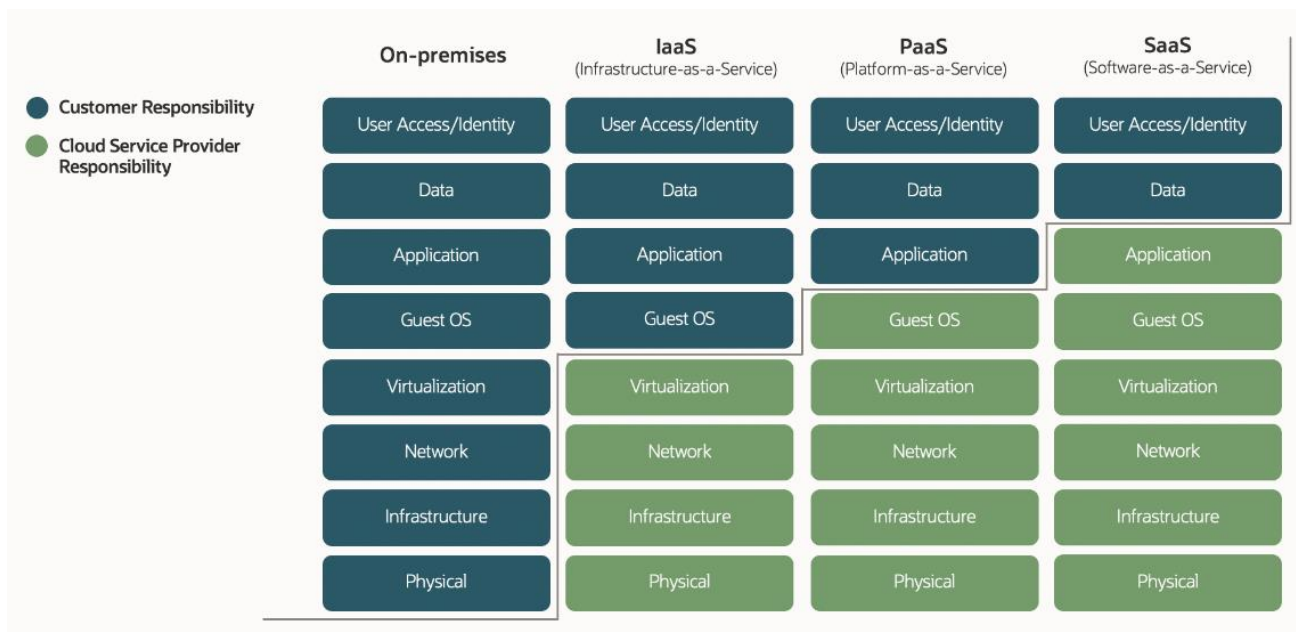 On-premises
IaaS
(Infrastructure-as-a-Service)
PaaS
(Platform-as-a-Service)
SaaS
(Software-as-a-Service)
Customer Responsibility
Cloud Service Provider
Responsibility
User Access/Identity
User Access/Identity
User Access/Identity
User Access/Identity
Data
Data
Data
Data
Application
Application
Application
Application
Guest OS
Guest OS
Guest OS
Guest OS
Virtualization
Virtualization
Virtualization
Virtualization
Network
Network
Network
Network
Infrastructure
Infrastructure
Infrastructure
Infrastructure
Physical
Physical
Physical
Physical